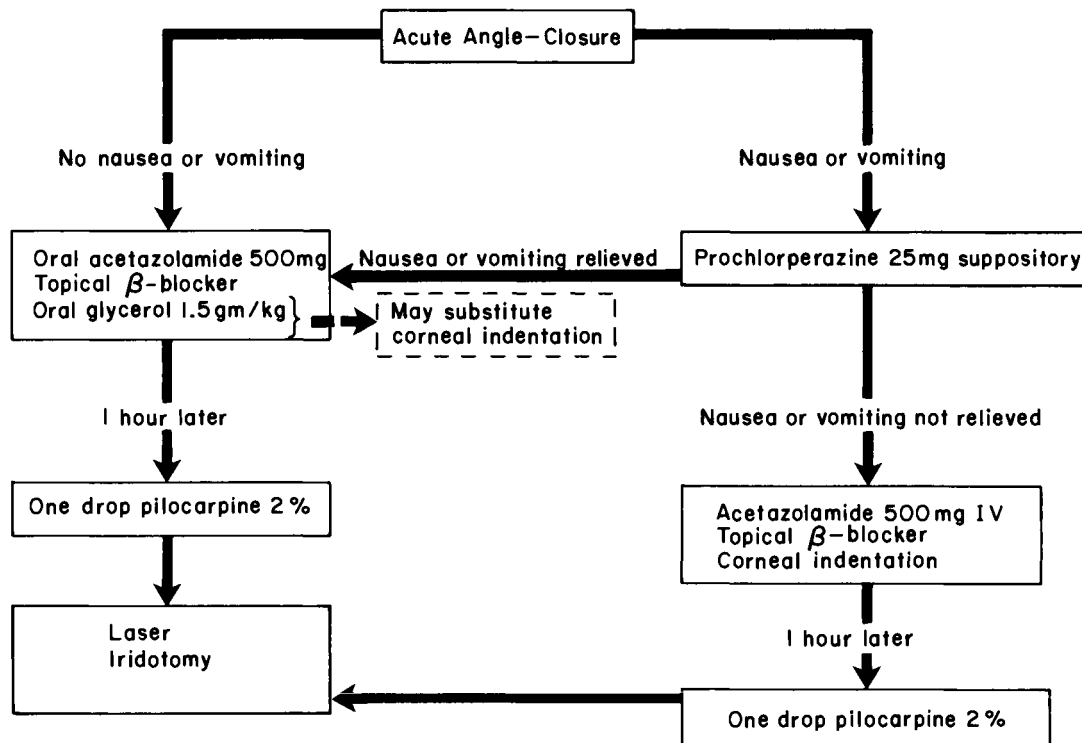 Acute Angle-Closure
No nausea or vomiting
Nausea or vomiting
Oral acetazolamide 500mg
Topical β-blocker
Oral glycerol 1.5gm/kg}
Nausea or vomiting relieved
Prochlorperazine 25mg suppository
May substitute
corneal indentation
1 hour later
Nausea or vomiting not relieved
One drop pilocarpine 2%
Acetazolamide 500mg IV
Topical β-blocker
Corneal indentation
Laser
Iridotomy
1 hour later
One drop pilocarpine 2%